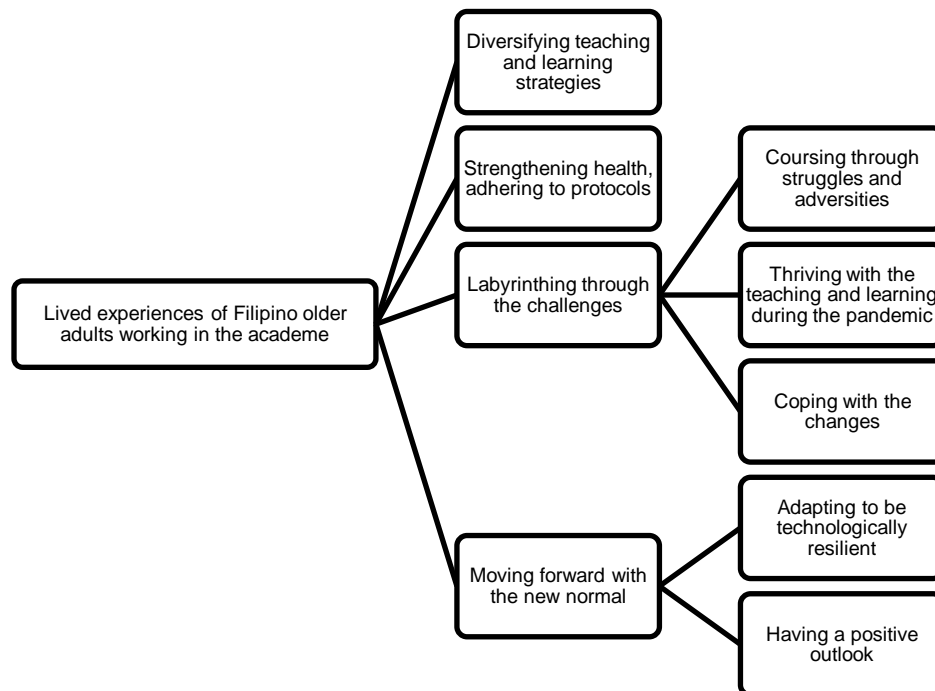 Lived experiences of Filipino older
adults working in the academe
Diversifying teaching
and learning
strategies
Strengthening health,
adhering to protocols
Labyrinthing through
the challenges
Coursing through
struggles and
adversities
Thriving with the
teaching and learning
during the pandemic
Coping with the
changes
Moving forward with
the new normal
Adapting to be
technologically
resilient
Having a positive
outlook